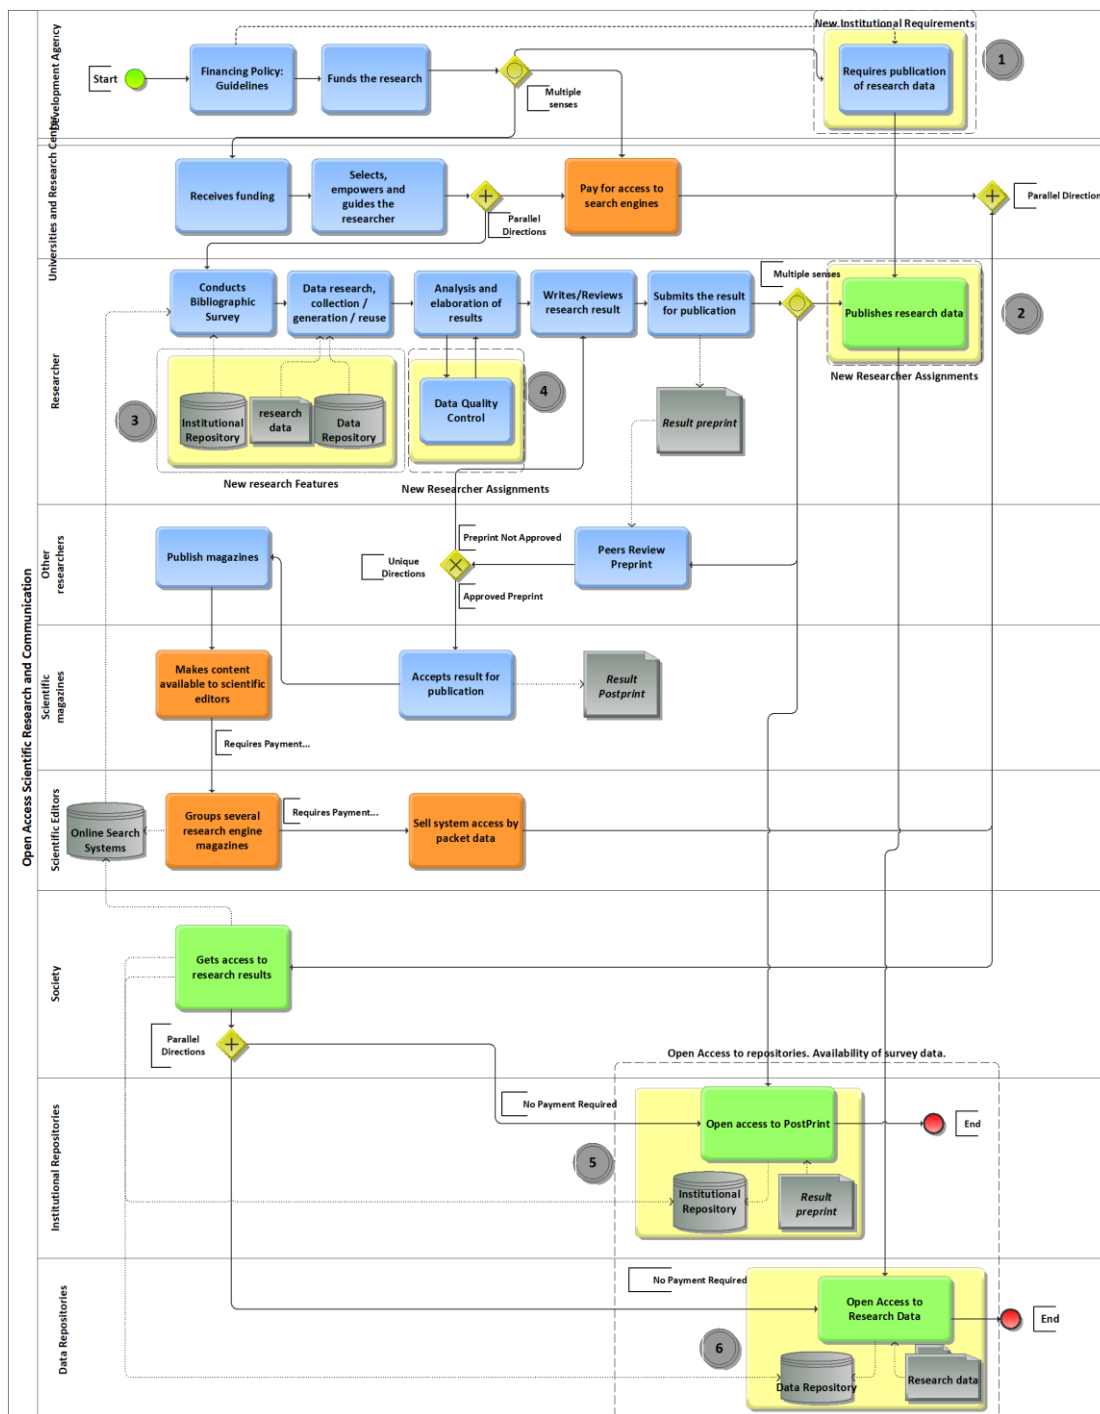 Open Access Scientific Research and Communication
Development Agency
New Institutional Requirements
Start
Financing Policy:
Guidelines
Funds the research
Multiple
senses
Requires publication
of research data
1
Universities and Research Center
Receives funding
Selects,
empowers and
guides the
researcher
Parallel
Directions
Pay for access to
search engines
Parallel Direction
Researcher
Conducts
Bibliographic
Survey
Data research,
collection /
generation / reuse
Analysis and
elaboration of
results
Writes/Reviews
research result
Submits the result
for publication
Multiple senses
Publishes research data
2
New Researcher Assignments
3
Institutional
Repository
research
data
Data
Repository
New research Features
Data Quality
Control
4
New Researcher Assignments
Result preprint
Other
researchers
Publish magazines
Unique
Directions
Preprint Not Approved
Approved Preprint
Peers Review
Preprint
Scientific
magazines
Makes content
available to scientific
editors
Accepts result for
publication
Result
Postprint
Requires Payment...
Scientific Editors
Online Search
Systems
Groups several
research engine
magazines
Requires Payment...
Sell system access by
packet data
Society
Gets access to
research results
Parallel
Directions
Open Access to repositories. Availability of survey data.
Institutional Repositories
No Payment Required
Open access to PostPrint
End
5
Institutional
Repository
Result
preprint
Data Repositories
No Payment Required
Open Access to
Research Data
End
6
Data Repository
Research data